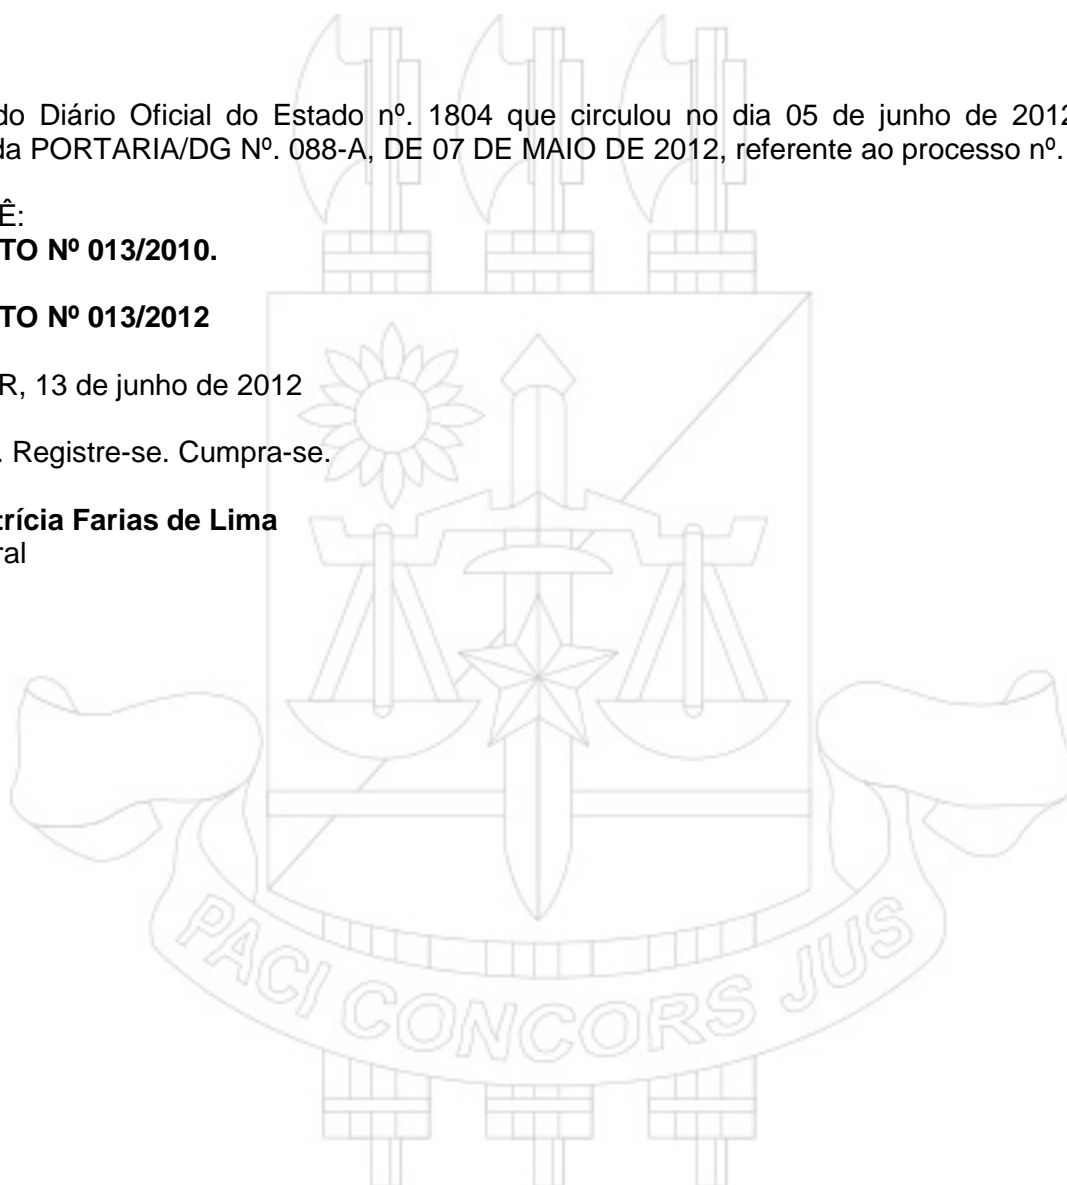 do Diário Oficial do Estado nº. 1804 que circulou no dia 05 de junho de 2012
da PORTARIA/DG Nº. 088-A, DE 07 DE MAIO DE 2012, referente ao processo nº.
Ê:
TO Nº 013/2010.
TO Nº 013/2012
R, 13 de junho de 2012
. Registre-se. Cumpra-se.
trícia Farias de Lima
ral
PACI CONCORS JUS